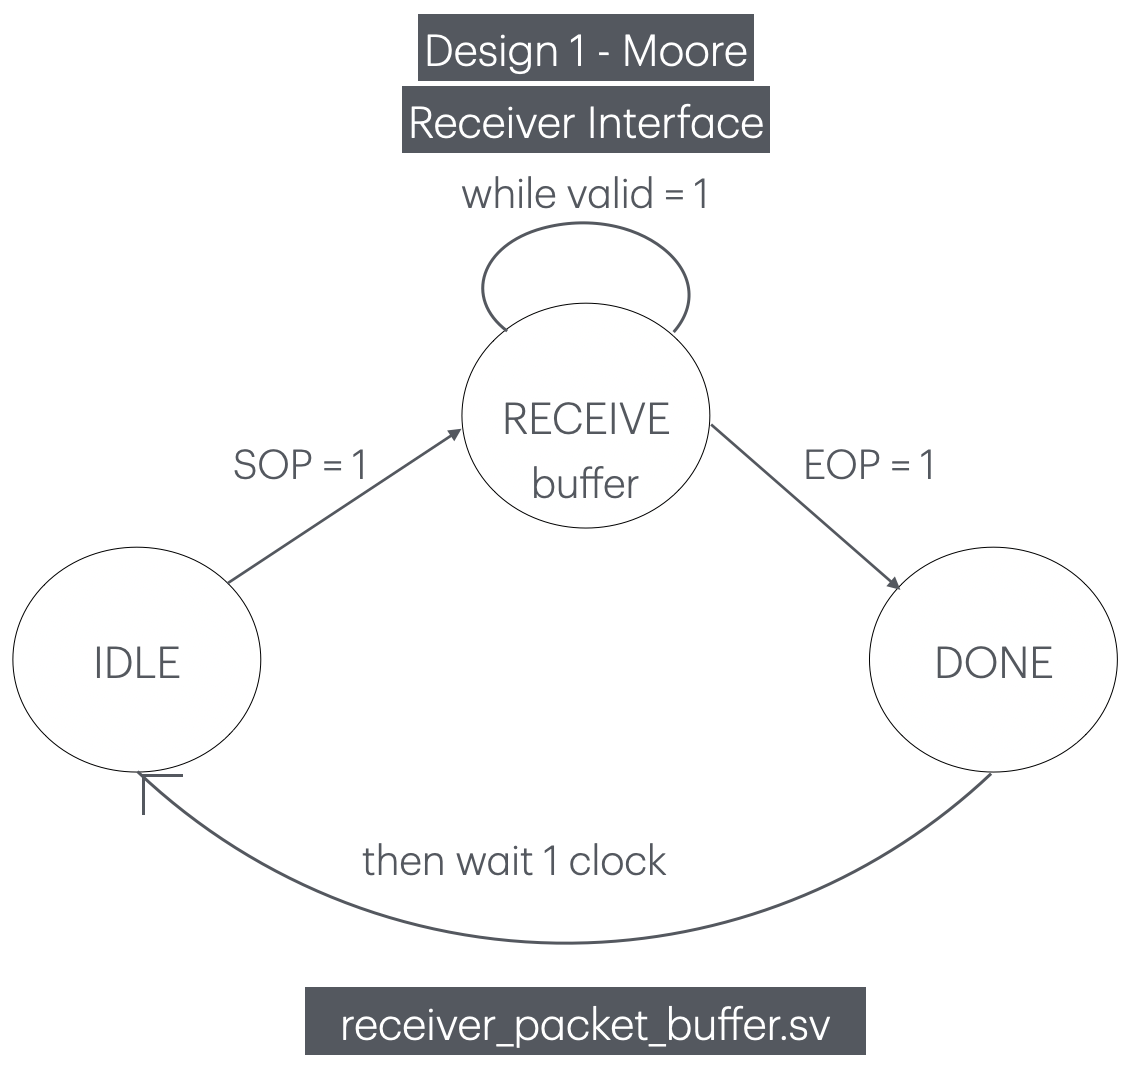 Design 1 - Moore
Receiver Interface
while valid = 1
RECEIVE
buffer
SOP = 1
EOP = 1
IDLE
DONE
then wait 1 clock
receiver_packet_buffer.sv